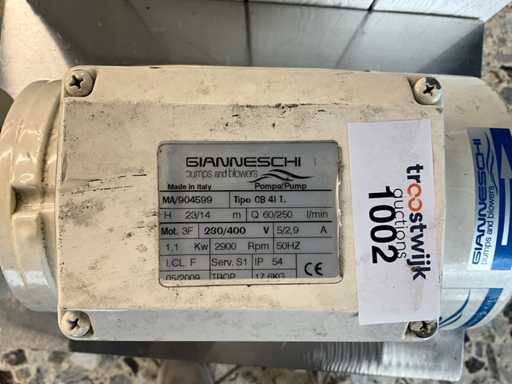 GIANNESCHI
pumps and blowers
Made in Italy Pompa/Pump
MA/904599 Tipo CB 41 T.
H 23/14 m Q 60/250 l/min
Mot. 3F 230/400 V 5/2,9 A
1,1 Kw 2900 Rpm 50HZ
I.CL F Serv. S1 IP 54
05/2009 TROP 17,6KG CE
troostwijk
auctions
1002
GIANNESCHI
pumps and blowers